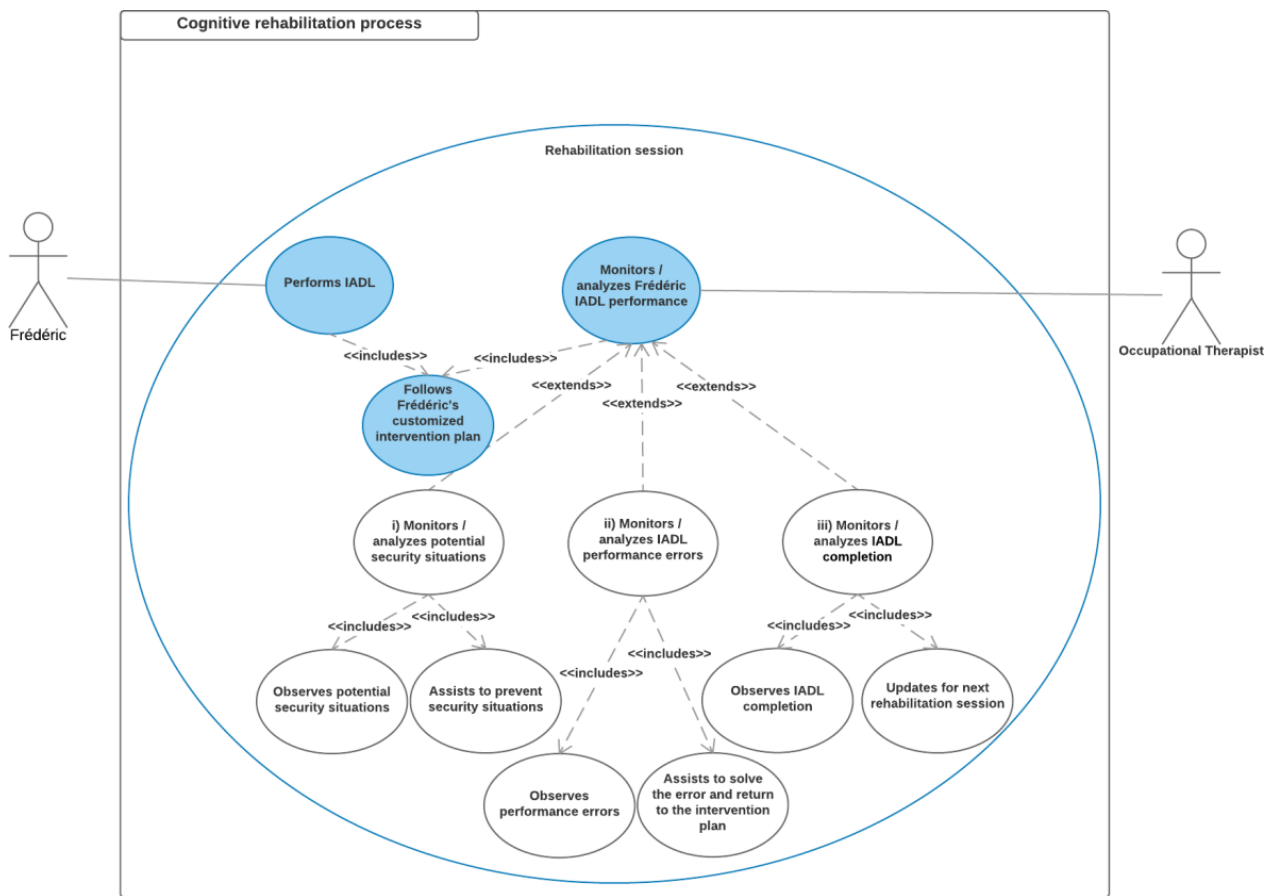 Cognitive rehabilitation process
Rehabilitation session
Performs IADL
Monitors /
analyzes Frédéric
IADL performance
Frédéric
Occupational Therapist
<<includes>>
<<includes>>
<<extends>>
<<extends>>
<<extends>>
Follows
Frédéric's
customized
intervention plan
i) Monitors /
analyzes potential
security situations
ii) Monitors /
analyzes IADL
performance errors
iii) Monitors /
analyzes IADL
completion
<<includes>>
<<includes>>
<<includes>>
<<includes>>
<<includes>>
<<includes>>
Observes potential
security situations
Assists to prevent
security situations
Observes IADL
completion
Updates for next
rehabilitation session
Observes
performance errors
Assists to solve
the error and return
to the intervention
plan